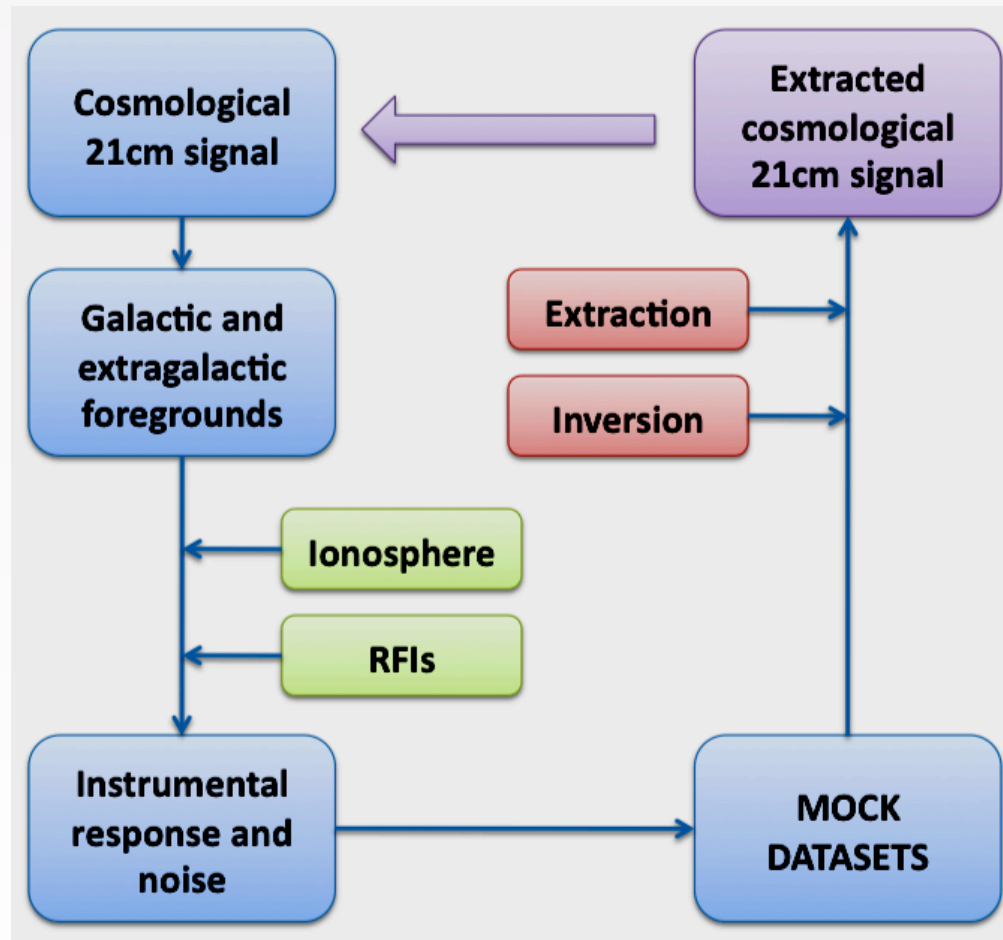 Cosmological
21cm signal
Extracted
cosmological
21cm signal
Galactic and
extragalactic
foregrounds
Extraction
Inversion
Ionosphere
RFIs
Instrumental
response and
noise
MOCK
DATASETS